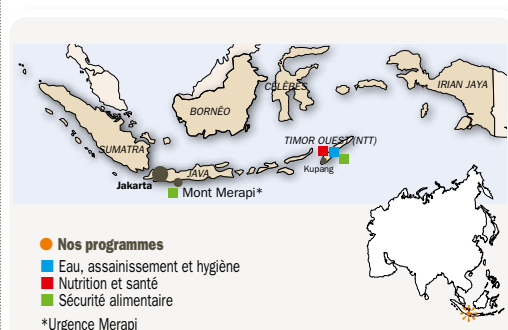 CÉLÈBES
IRIAN JAYA
BORNÉO
SUMATRA
TIMOR OUEST (NTT)
Kupang
JAVA
Jakarta
Mont Merapi*
Nos programmes
Eau, assainissement et hygiène
Nutrition et santé
Sécurité alimentaire
*Urgence Merapi